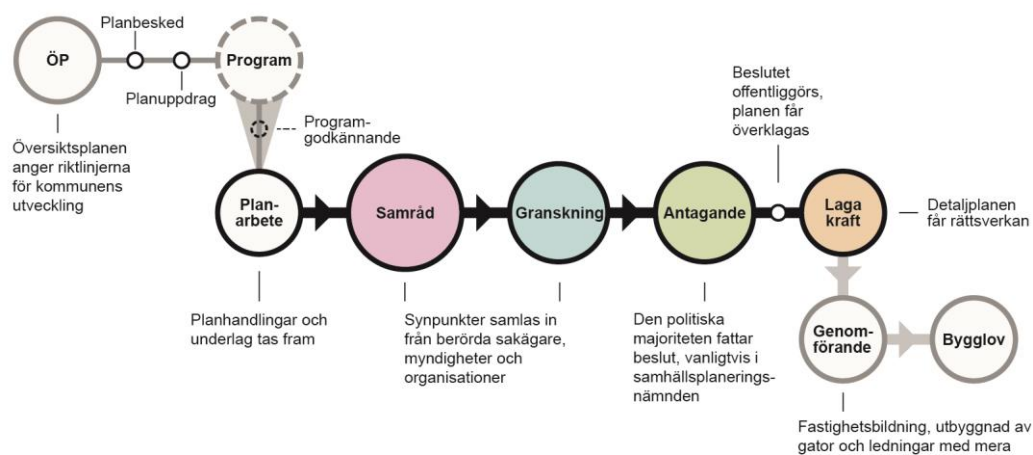 Planbesked
ÖP
Program
Planuppdrag
Översiktsplanen
anger riktlinjerna
för kommunens
utveckling
Program-
godkännande
Beslutet
offentliggörs,
planen får
överklagas
Plan-
arbete
Samråd
Granskning
Antagande
Laga
kraft
Detaljplanen
får rättsverkan
Planhandlingar och
underlag tas fram
Synpunkter samlas in
från berörda sakägare,
myndigheter och
organisationer
Den politiska
majoriteten fattar
beslut, vanligtvis i
samhällsplanerings-
nämnden
Genom-
förande
Bygglov
Fastighetsbildning, utbyggnad av
gator och ledningar med mera